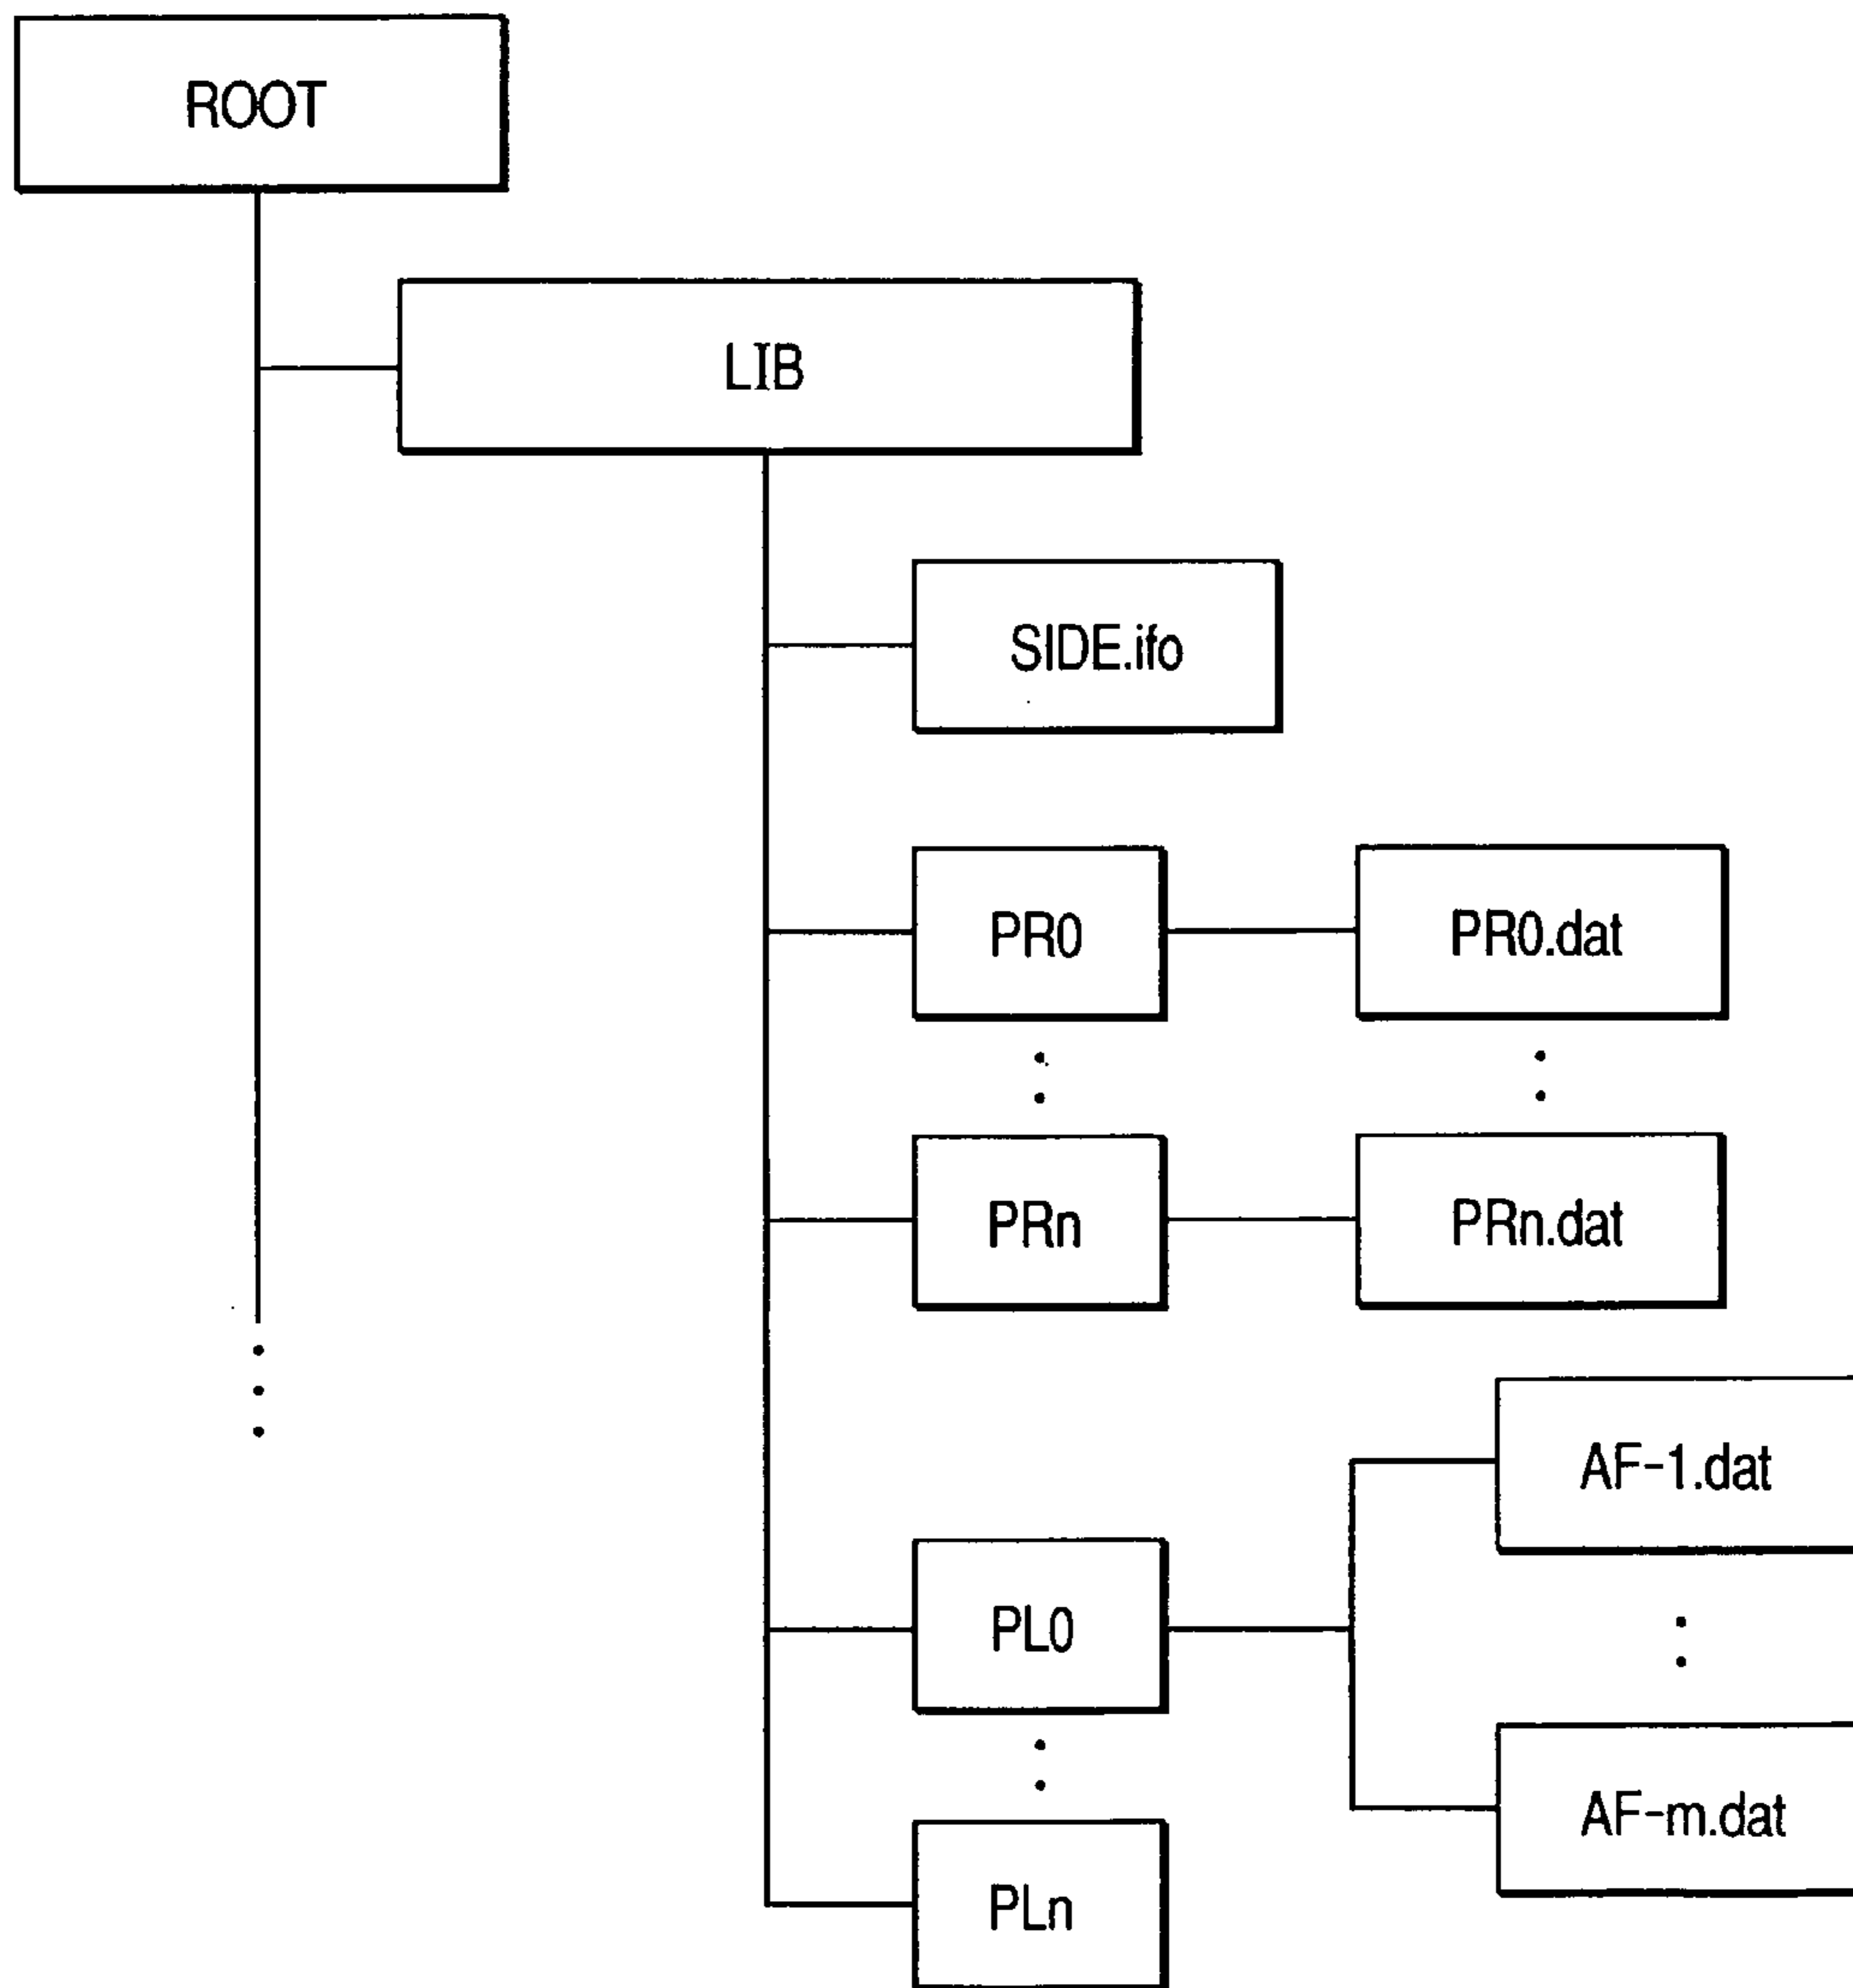 ROOT
LIB
SIDE.ifo
PR0
PR0.dat
PRn
PRn.dat
AF-1.dat
PL0
AF-m.dat
PLn